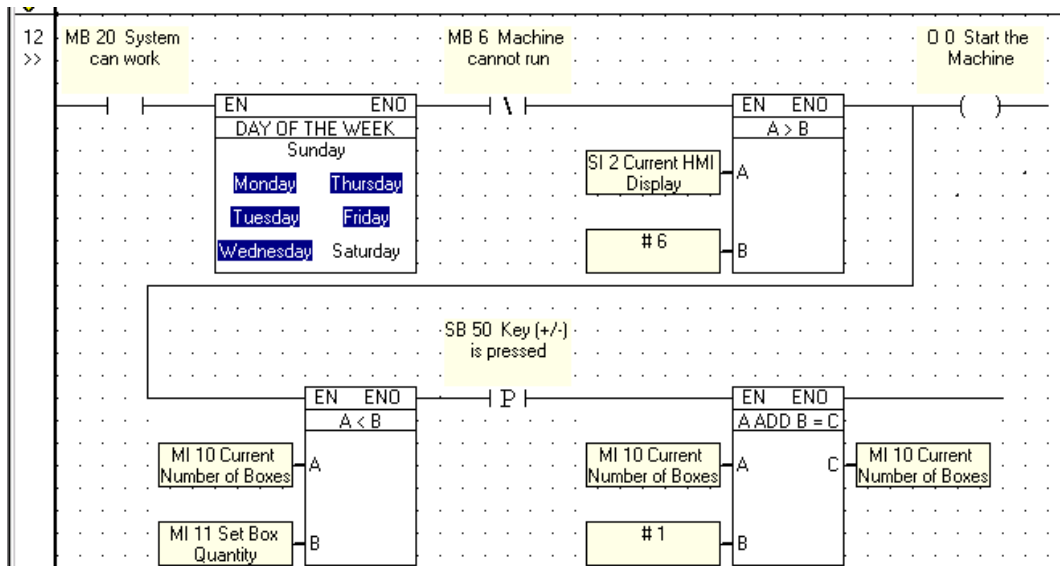 12
MB 20 System
can work
MB 6 Machine
cannot run
O 0 Start the
Machine
>>
EN ENO
DAY OF THE WEEK
Sunday
Monday Thursday
Tuesday Friday
Wednesday Saturday
EN ENO
A > B
SI 2 Current HMI
Display
A
# 6
B
SB 50 Key (+/-)
is pressed
P
EN ENO
A < B
MI 10 Current
Number of Boxes
A
MI 11 Set Box
Quantity
B
EN ENO
A ADD B = C
MI 10 Current
Number of Boxes
A
C
MI 10 Current
Number of Boxes
# 1
B